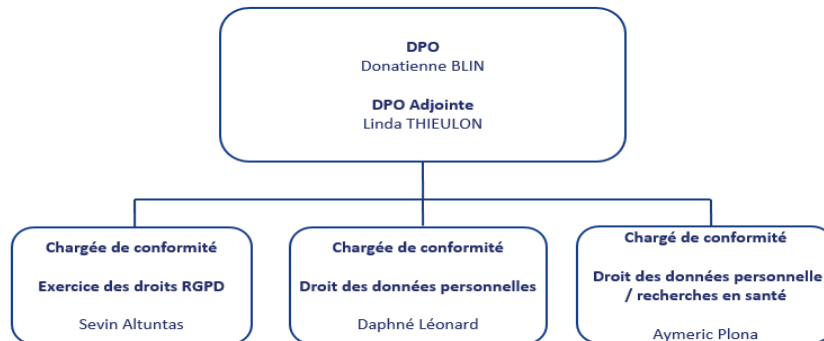 DPO
Donatienne BLIN
DPO Adjointe
Linda THIEULON
Chargée de conformité
Exercice des droits RGPD
Sevin Altuntas
Chargée de conformité
Droit des données personnelles
Daphné Léonard
Chargé de conformité
Droit des données personnelle
/ recherches en santé
Aymeric Plona